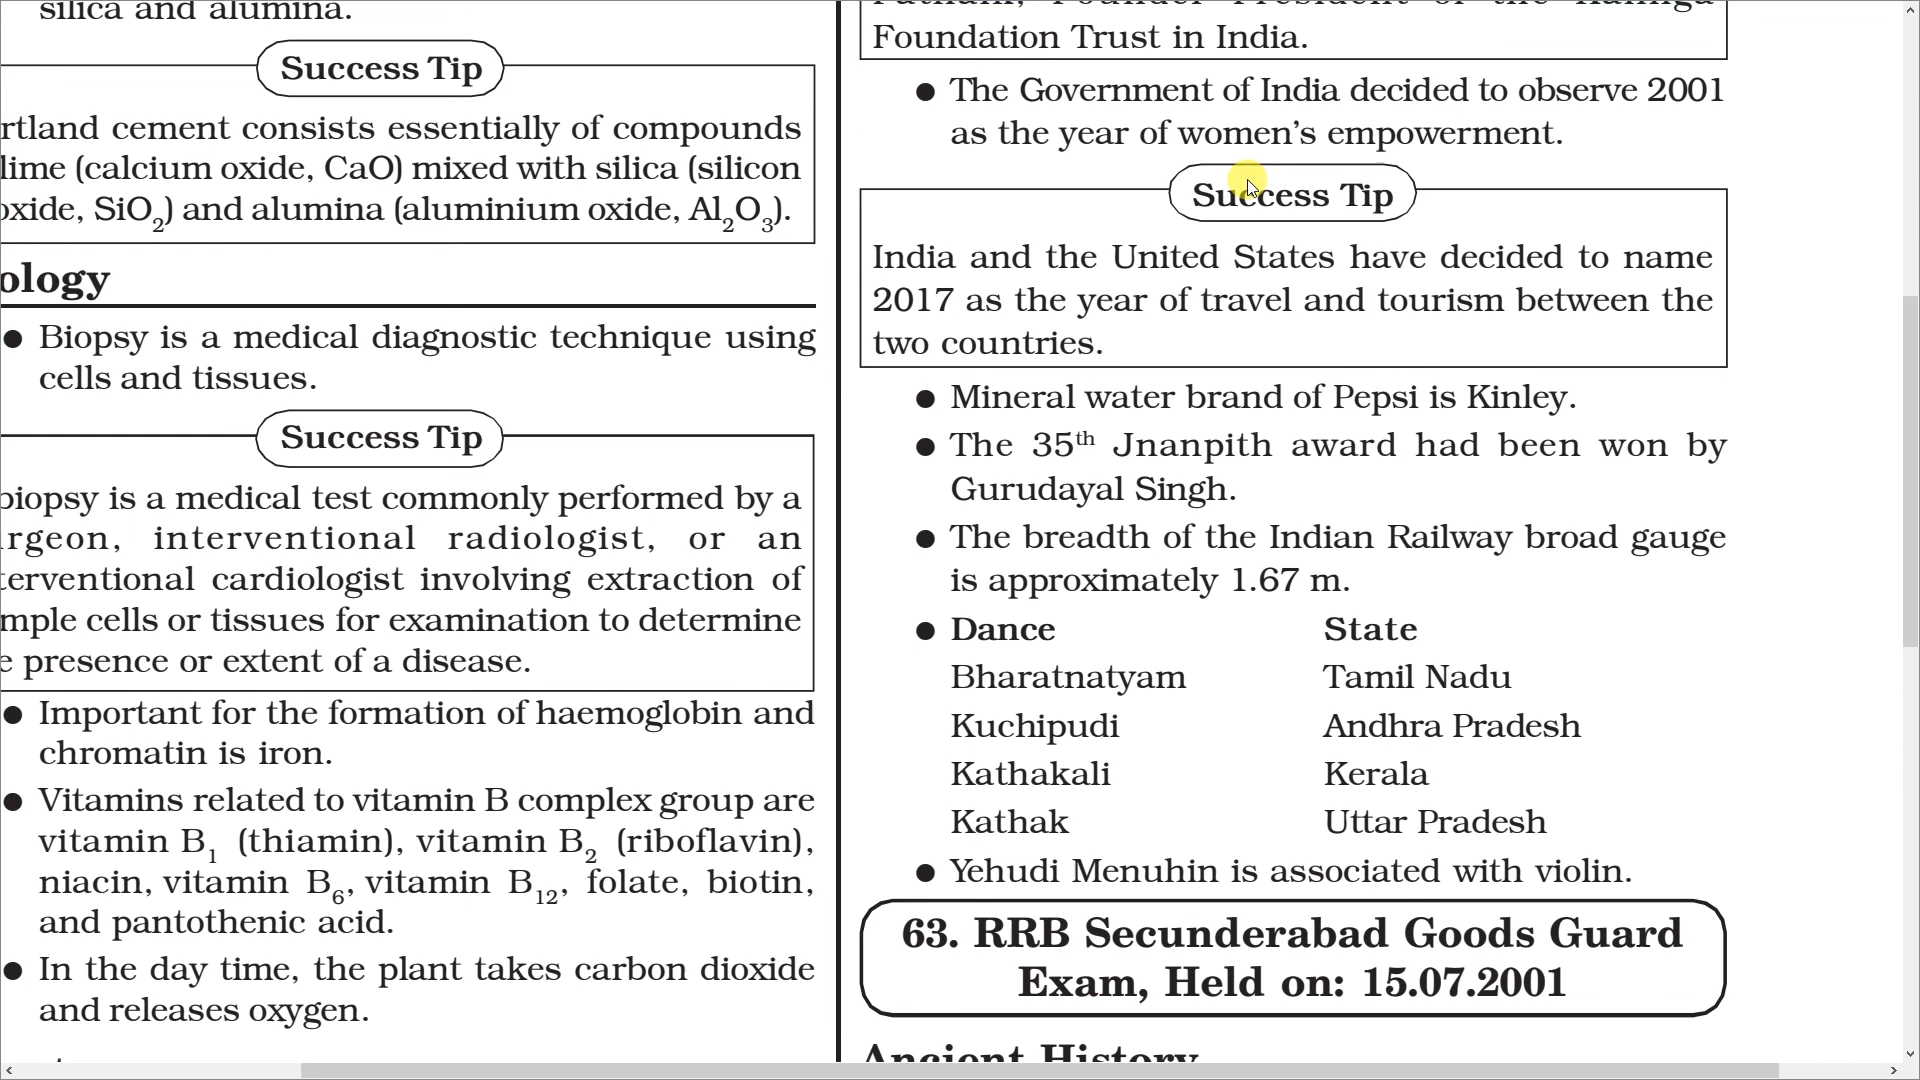 silica and alumina.
Success Tip
rtland cement consists essentially of compounds
lime (calcium oxide, CaO) mixed with silica (silicon
oxide, SiO2) and alumina (aluminium oxide, Al2O3).
ology
● Biopsy is a medical diagnostic technique using
cells and tissues.
Success Tip
biopsy is a medical test commonly performed by a
rgeon, interventional radiologist, or an
terventional cardiologist involving extraction of
mple cells or tissues for examination to determine
e presence or extent of a disease.
● Important for the formation of haemoglobin and
chromatin is iron.
● Vitamins related to vitamin B complex group are
vitamin B1 (thiamin), vitamin B2 (riboflavin),
niacin, vitamin B6, vitamin B12, folate, biotin,
and pantothenic acid.
● In the day time, the plant takes carbon dioxide
and releases oxygen.
Foundation Trust in India.
● The Government of India decided to observe 2001
as the year of women's empowerment.
Success Tip
India and the United States have decided to name
2017 as the year of travel and tourism between the
two countries.
● Mineral water brand of Pepsi is Kinley.
● The 35th Jnanpith award had been won by
Gurudayal Singh.
● The breadth of the Indian Railway broad gauge
is approximately 1.67 m.
● Dance State
Bharatnatyam Tamil Nadu
Kuchipudi Andhra Pradesh
Kathakali Kerala
Kathak Uttar Pradesh
● Yehudi Menuhin is associated with violin.
63. RRB Secunderabad Goods Guard
Exam, Held on: 15.07.2001
Ancient History